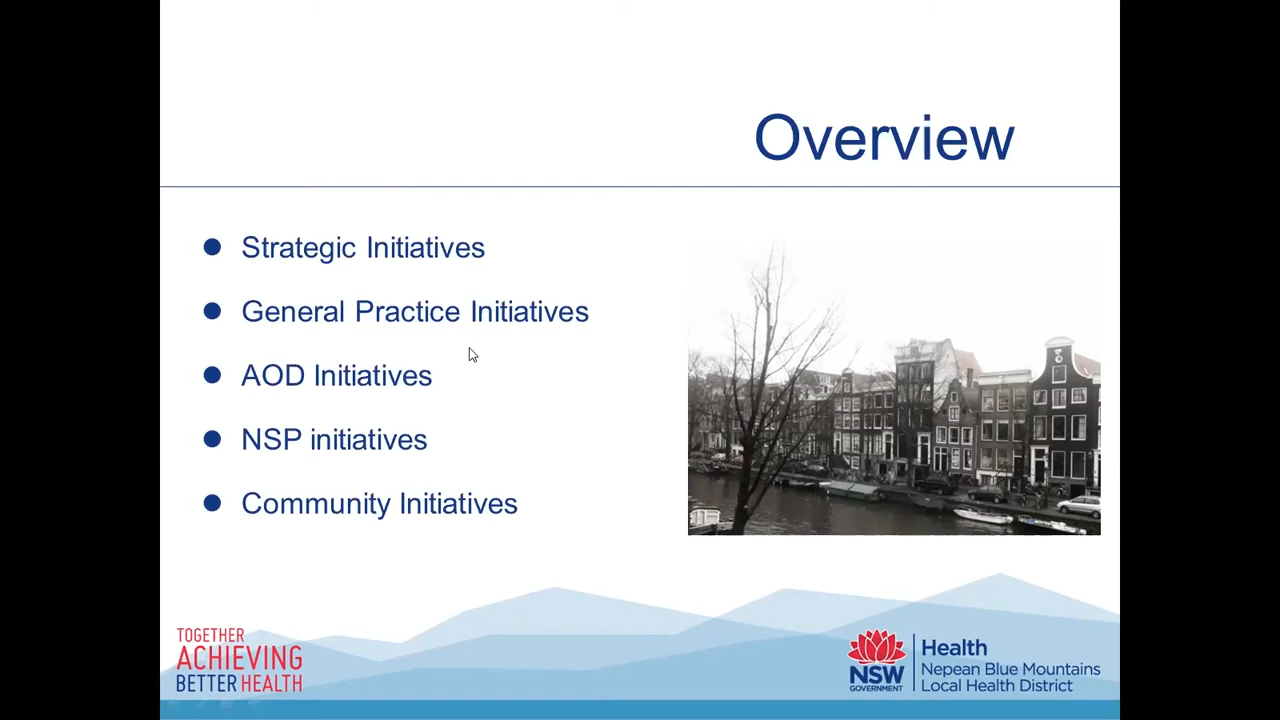 Overview
Strategic Initiatives
General Practice Initiatives
AOD Initiatives
NSP initiatives
Community Initiatives
TOGETHER
ACHIEVING
BETTER HEALTH
NSW
GOVERNMENT
Health
Nepean Blue Mountains
Local Health District